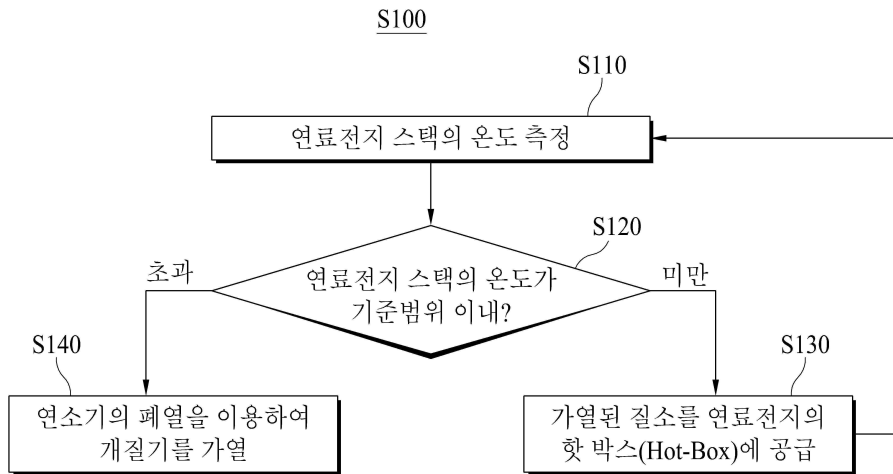 S100
S110
연료전지 스택의 온도 측정
S120
초과
연료전지 스택의 온도가
기준범위 이내?
미만
S140
연소기의 폐열을 이용하여
개질기를 가열
S130
가열된 질소를 연료전지의
핫 박스(Hot-Box)에 공급